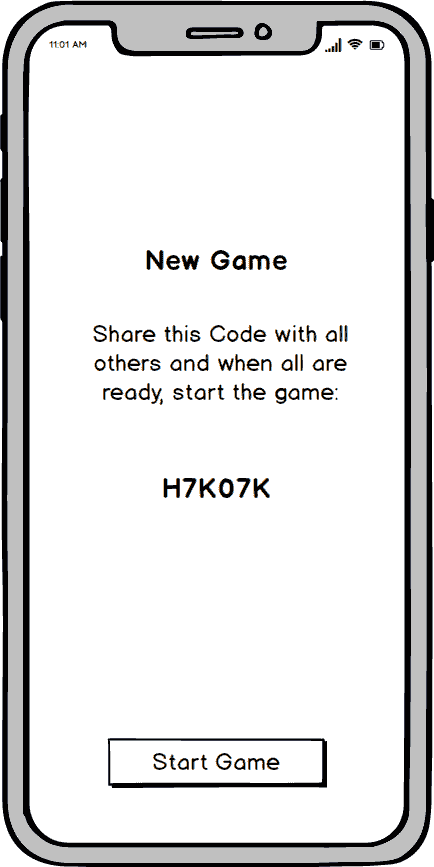 11:01 AM
New Game
Share this Code with all
others and when all are
ready, start the game:
H7K07K
Start Game